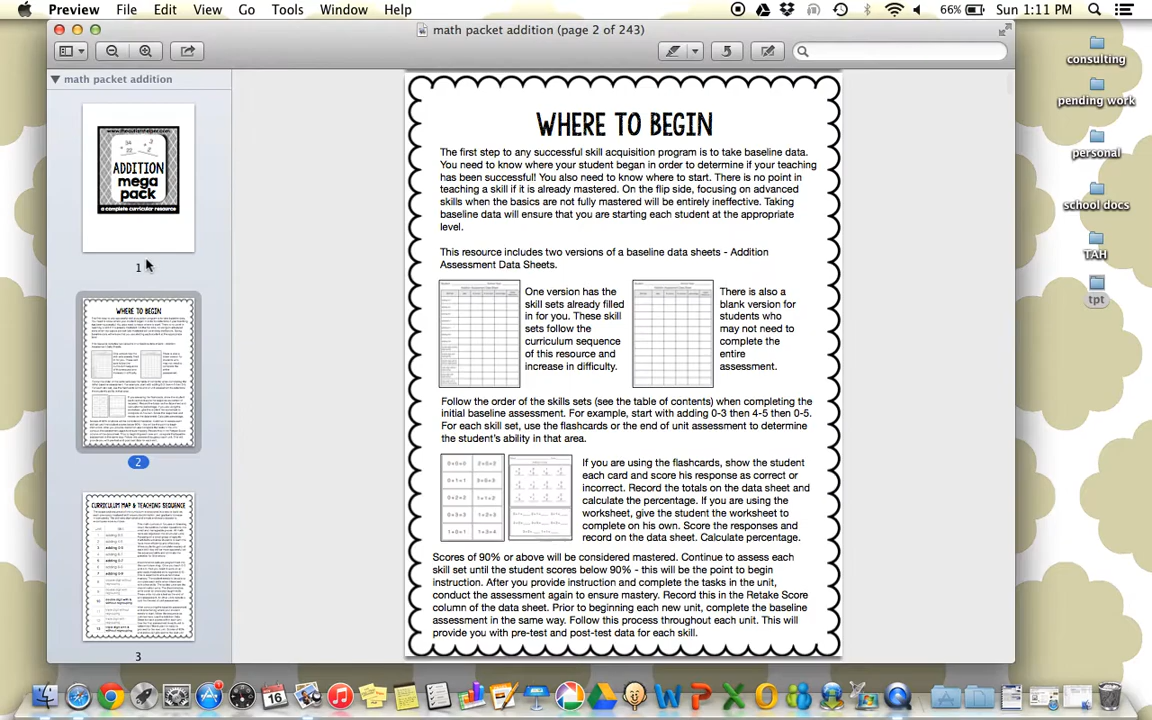 Preview File Edit View Go Tools Window Help
66% Sun 1:11 PM
math packet addition (page 2 of 243)
math packet addition
www.theautismhelper.com
ADDITION
mega
pack
a complete curricular resource
1
WHERE TO BEGIN
2
CURRICULUM MAP & TEACHING SEQUENCE
3
WHERE TO BEGIN
The first step to any successful skill acquisition program is to take baseline data.
You need to know where your student began in order to determine if your teaching
has been successful! You also need to know where to start. There is no point in
teaching a skill if it is already mastered. On the flip side, focusing on advanced
skills when the basics are not fully mastered will be entirely ineffective. Taking
baseline data will ensure that you are starting each student at the appropriate
level.
This resource includes two versions of a baseline data sheets - Addition
Assessment Data Sheets.
One version has the
skill sets already filled
in for you. These skill
sets follow the
curriculum sequence
of this resource and
increase in difficulty.
There is also a
blank version for
students who
may not need to
complete the
entire
assessment.
Follow the order of the skills sets (see the table of contents) when completing the
initial baseline assessment. For example, start with adding 0-3 then 4-5 then 0-5.
For each skill set, use the flashcards or the end of unit assessment to determine
the student's ability in that area.
If you are using the flashcards, show the student
each card and score his response as correct or
incorrect. Record the totals on the data sheet and
calculate the percentage. If you are using the
worksheet, give the student the worksheet to
complete on his own. Score the responses and
record on the data sheet. Calculate percentage.
Scores of 90% or above will be considered mastered. Continue to assess each
skill set until the student scores below 90% - this will be the point to begin
instruction. After you provide instruction and complete the tasks in the unit,
conduct the assessment again to ensure mastery. Record this in the Retake Score
column of the data sheet. Prior to beginning each new unit, complete the baseline
assessment in the same way. Follow this process throughout each unit. This will
provide you with pre-test and post-test data for each skill.
consulting
pending work
personal
school docs
TAH
tpt